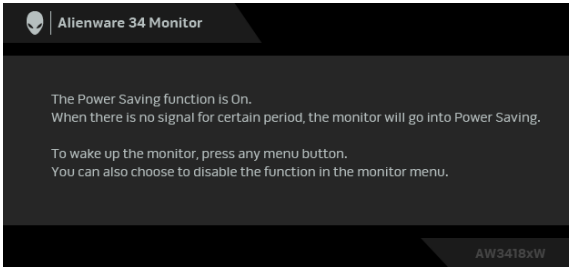 Alienware 34 Monitor
The Power Saving function is On.
When there is no signal for certain period, the monitor will go into Power Saving.
To wake up the monitor, press any menu button.
You can also choose to disable the function in the monitor menu.
AW3418xW